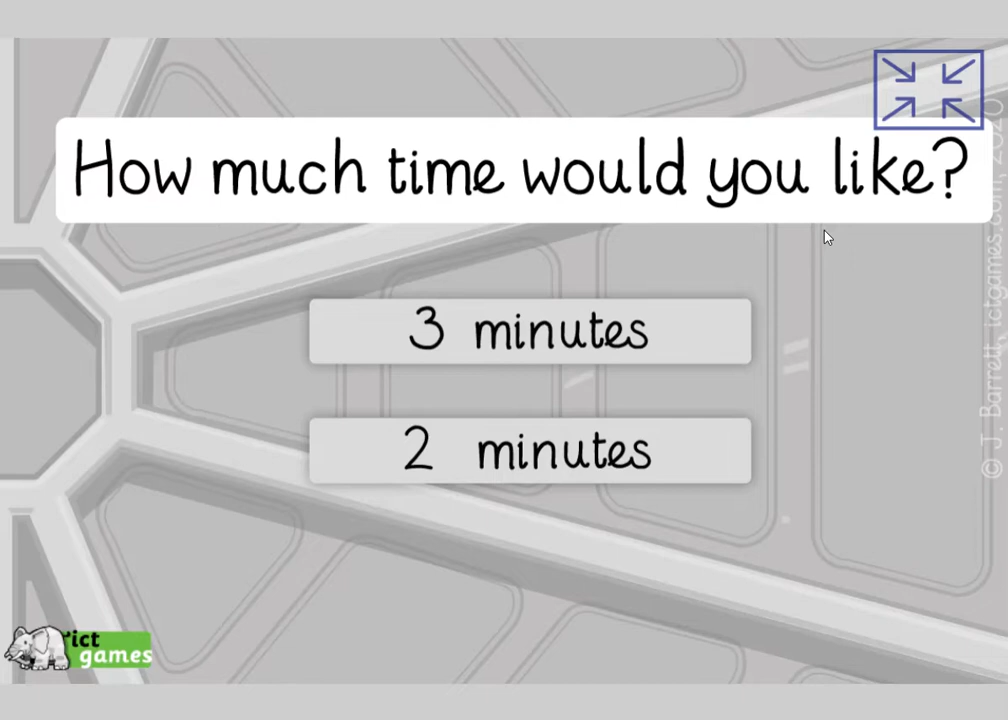 How much time would you like?
3 minutes
2 minutes
© J. Barrett, ictgames.com, 2020
ict
games